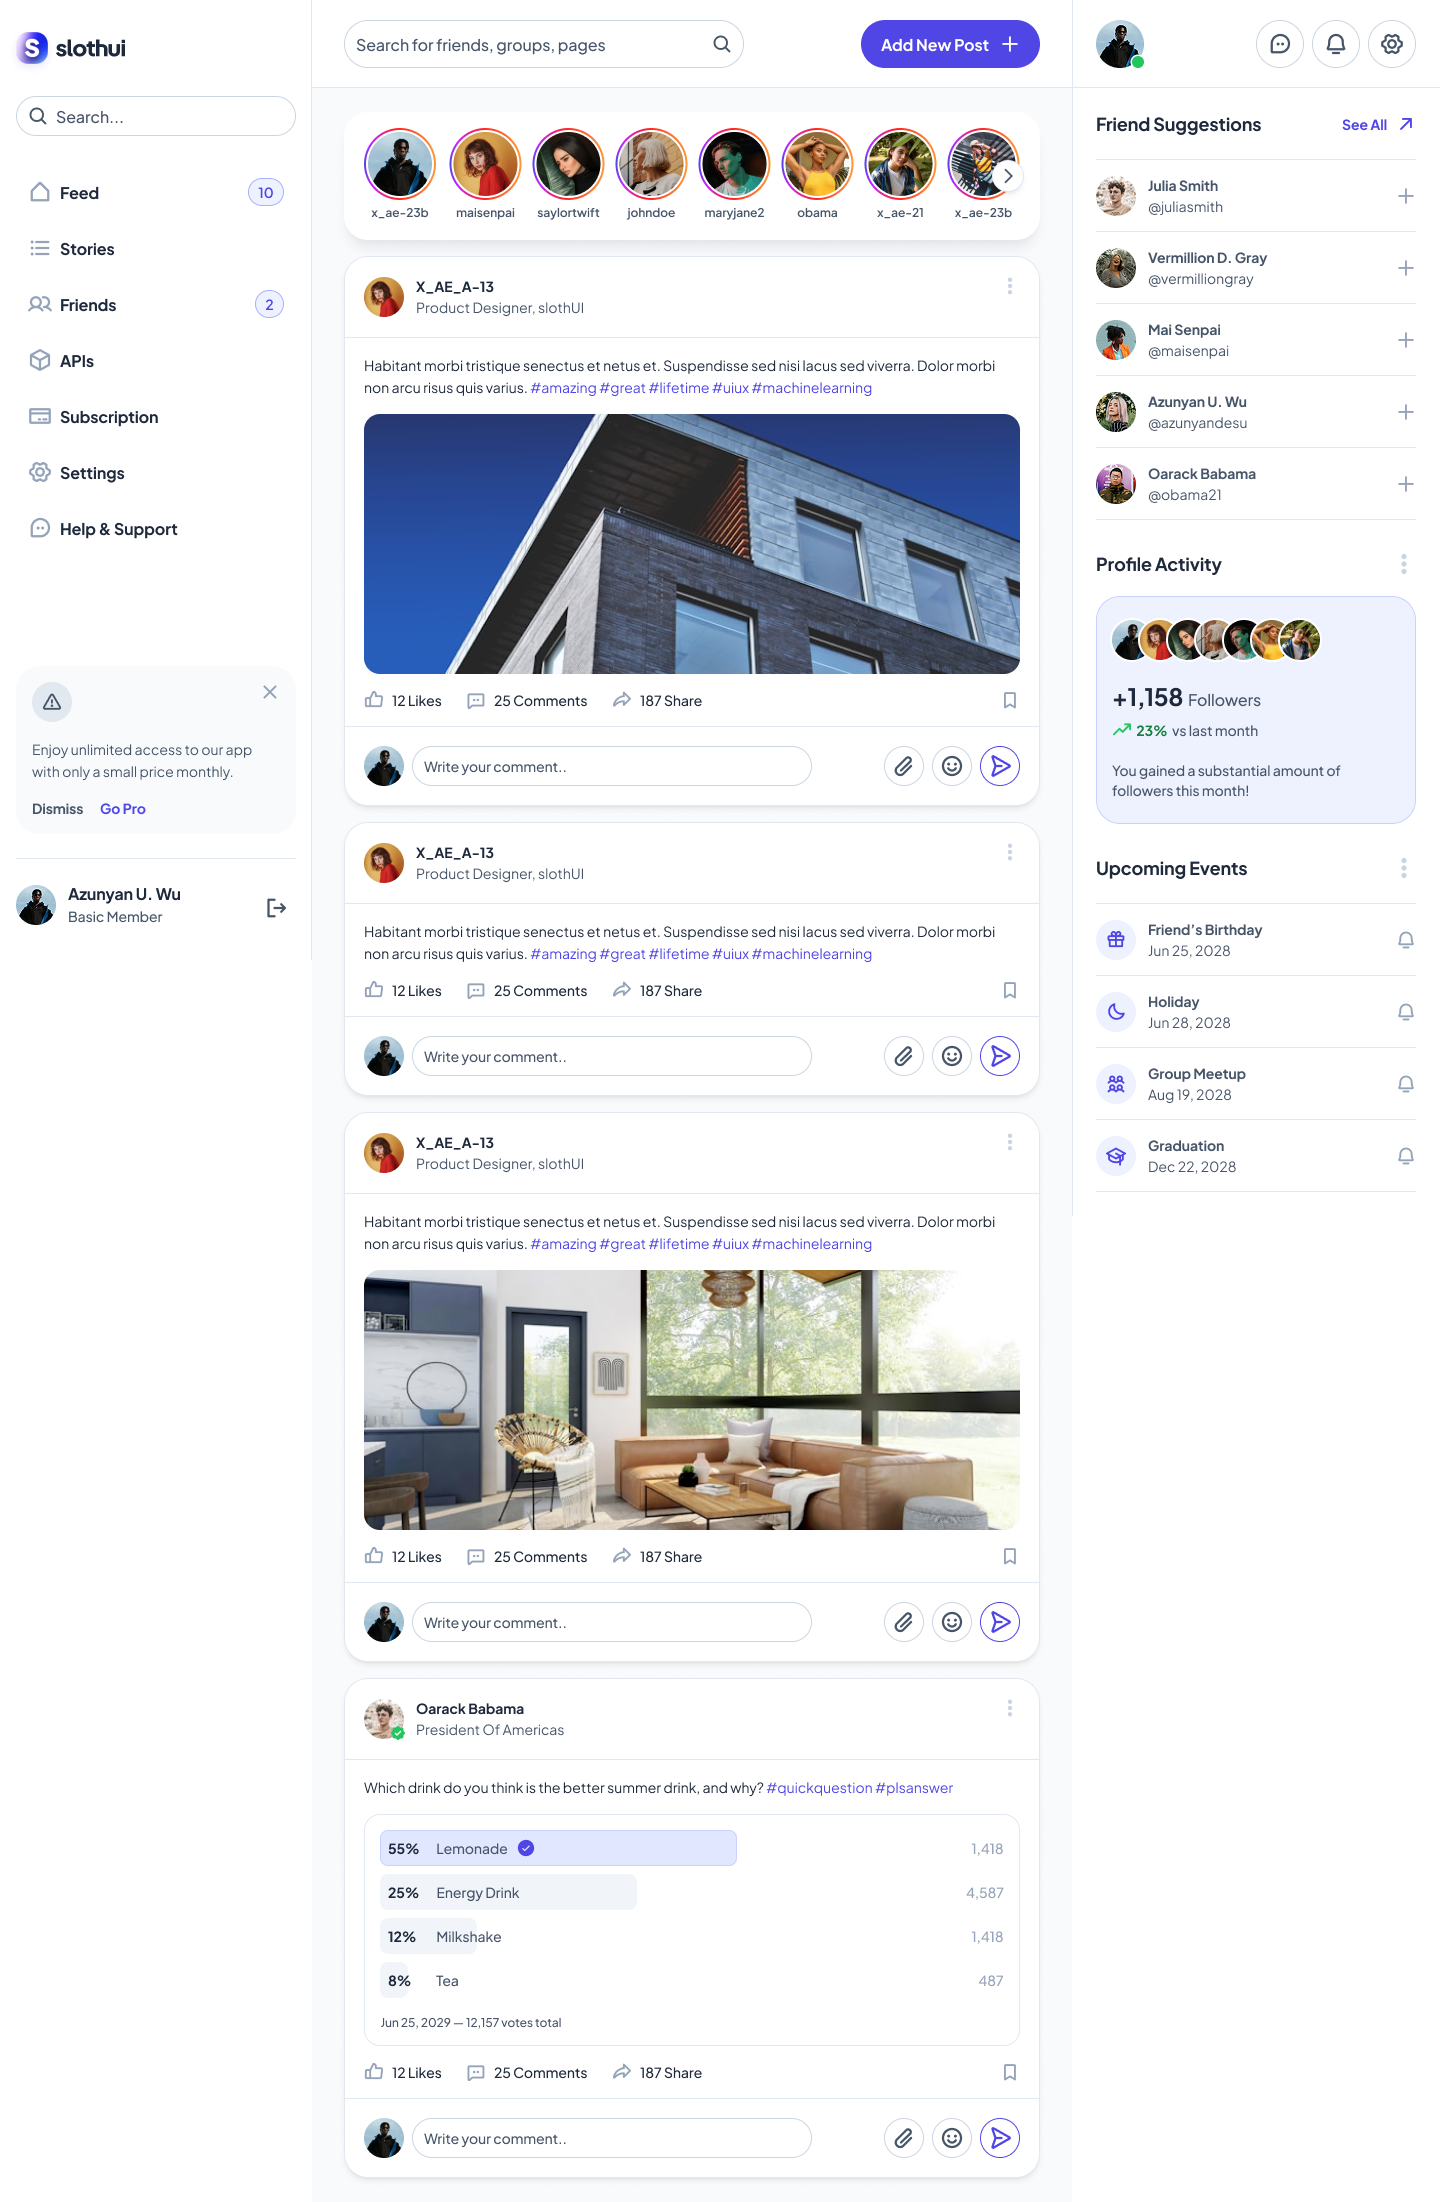 S slothui
Search...
Feed 10
Stories
Friends 2
APIs
Subscription
Settings
Help & Support
Enjoy unlimited access to our app
with only a small price monthly.
Dismiss Go Pro
Azunyan U. Wu
Basic Member
Search for friends, groups, pages
Add New Post
x_ae-23b maisenpai saylortwift johndoe maryjane2 obama x_ae-21 x_ae-23b
X_AE_A-13
Product Designer, slothUI
Habitant morbi tristique senectus et netus et. Suspendisse sed nisi lacus sed viverra. Dolor morbi
non arcu risus quis varius. #amazing #great #lifetime #uiux #machinelearning
12 Likes 25 Comments 187 Share
Write your comment..
X_AE_A-13
Product Designer, slothUI
Habitant morbi tristique senectus et netus et. Suspendisse sed nisi lacus sed viverra. Dolor morbi
non arcu risus quis varius. #amazing #great #lifetime #uiux #machinelearning
12 Likes 25 Comments 187 Share
Write your comment..
X_AE_A-13
Product Designer, slothUI
Habitant morbi tristique senectus et netus et. Suspendisse sed nisi lacus sed viverra. Dolor morbi
non arcu risus quis varius. #amazing #great #lifetime #uiux #machinelearning
12 Likes 25 Comments 187 Share
Write your comment..
Oarack Babama
President Of Americas
Which drink do you think is the better summer drink, and why? #quickquestion #plsanswer
55% Lemonade 1,418
25% Energy Drink 4,587
12% Milkshake 1,418
8% Tea 487
Jun 25, 2029 — 12,157 votes total
12 Likes 25 Comments 187 Share
Write your comment..
Friend Suggestions See All
Julia Smith
@juliasmith
Vermillion D. Gray
@vermilliongray
Mai Senpai
@maisenpai
Azunyan U. Wu
@azunyandesu
Oarack Babama
@obama21
Profile Activity
+1,158 Followers
23% vs last month
You gained a substantial amount of
followers this month!
Upcoming Events
Friend’s Birthday
Jun 25, 2028
Holiday
Jun 28, 2028
Group Meetup
Aug 19, 2028
Graduation
Dec 22, 2028